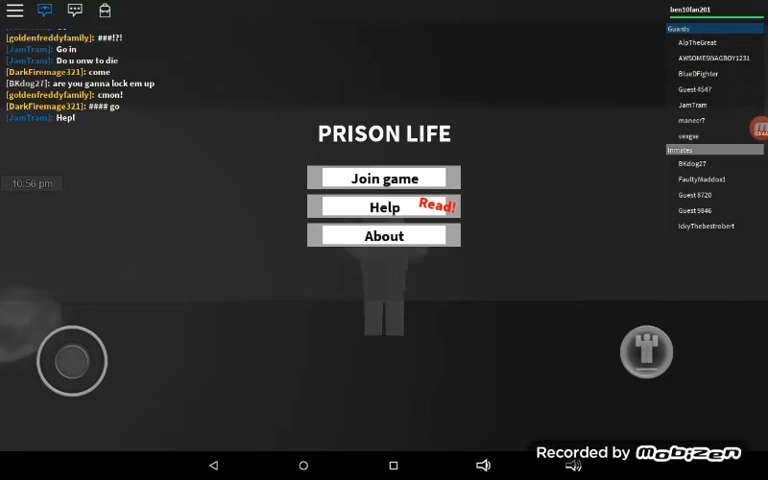 [goldenfreddyfamily]: ###!?!
[JamTram]: Go in
[JamTram]: Do u onw to die
[DarkFiremage321]: come
[BKdog27]: are you ganna lock em up
[goldenfreddyfamily]: cmon!
[DarkFiremage321]: #### go
[JamTram]: Hepl
10:56 pm
PRISON LIFE
Join game
Help Read!
About
ben10fan201
Guards
AlpTheGreat
AWSOMESWAGBOY1231
BlueDFighter
Guest 4547
JamTram
manecr7
vexgxe
Inmates
BKdog27
FaultyMaddox1
Guest 8720
Guest 9846
IckyThebestrobert
Recorded by Mobizen